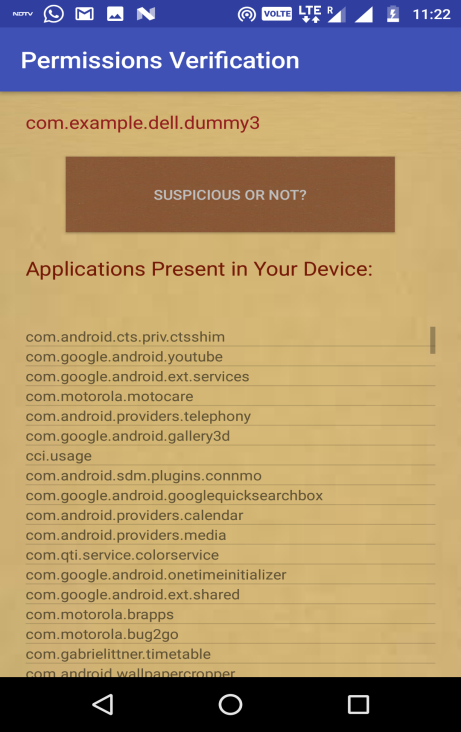 NDTV VOLTE LTE R 11:22
Permissions Verification
com.example.dell.dummy3
SUSPICIOUS OR NOT?
Applications Present in Your Device:
com.android.cts.priv.ctsshim
com.google.android.youtube
com.google.android.ext.services
com.motorola.motocare
com.android.providers.telephony
com.google.android.gallery3d
cci.usage
com.android.sdm.plugins.connmo
com.google.android.googlequicksearchbox
com.android.providers.calendar
com.android.providers.media
com.qti.service.colorservice
com.google.android.onetimeinitializer
com.google.android.ext.shared
com.motorola.brapps
com.motorola.bug2go
com.gabrielittner.timetable
com.android.wallpapercropper